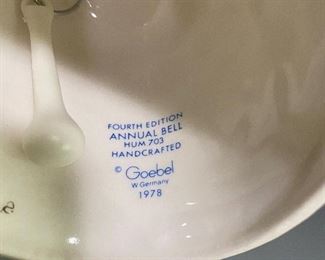 FOURTH EDITION
ANNUAL BELL
HUM 703
HANDCRAFTED
© Goebel
W. Germany
1978